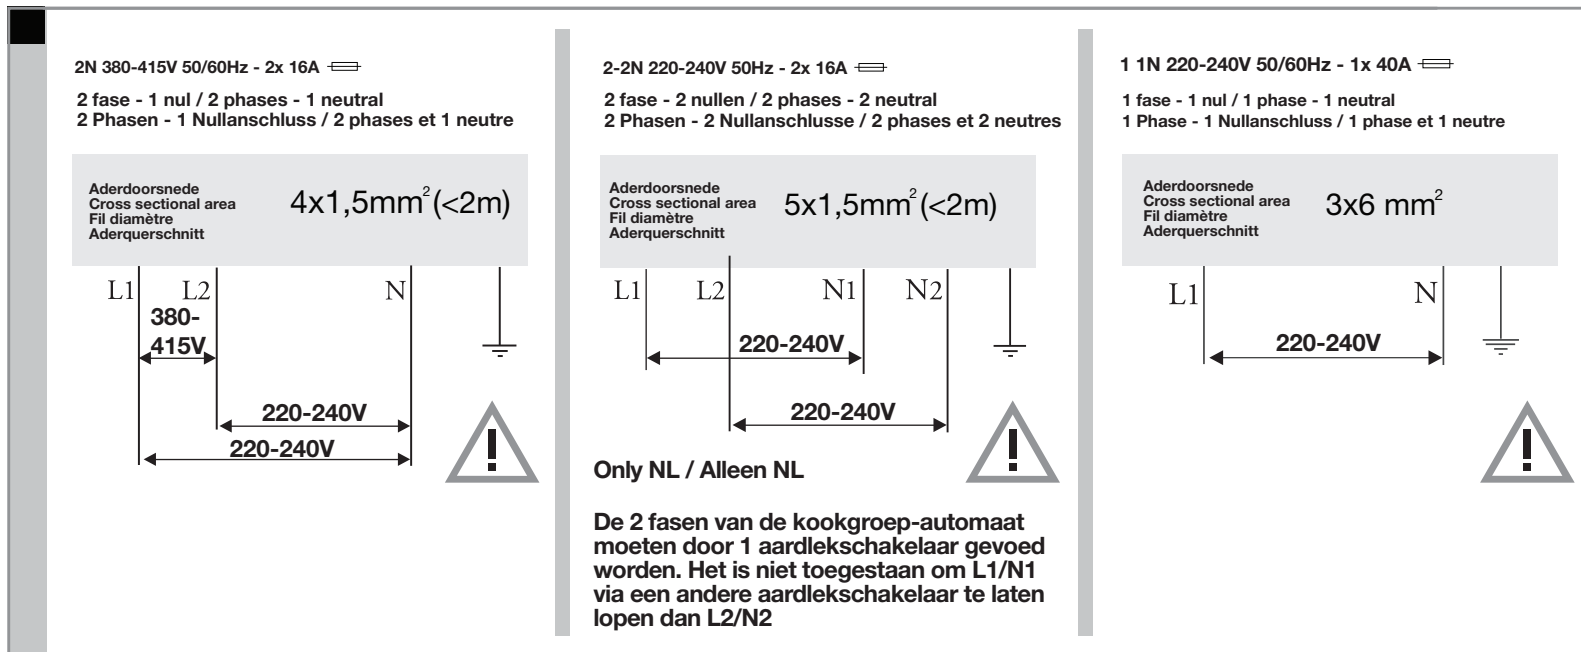 2N 380-415V 50/60Hz - 2x 16A
2 fase - 1 nul / 2 phases - 1 neutral
2 Phasen - 1 Nullanschluss / 2 phases et 1 neutre
Aderdoorsnede
Cross sectional area
Fil diamètre
Aderquerschnitt
4x1,5mm² (<2m)
L1 L2 N
380-
415V
220-240V
220-240V
2-2N 220-240V 50Hz - 2x 16A
2 fase - 2 nullen / 2 phases - 2 neutral
2 Phasen - 2 Nullanschlusse / 2 phases et 2 neutres
Aderdoorsnede
Cross sectional area
Fil diamètre
Aderquerschnitt
5x1,5mm² (<2m)
L1 L2 N1 N2
220-240V
220-240V
Only NL / Alleen NL
De 2 fasen van de kookgroep-automaat
moeten door 1 aardlekschakelaar gevoed
worden. Het is niet toegestaan om L1/N1
via een andere aardlekschakelaar te laten
lopen dan L2/N2
1 1N 220-240V 50/60Hz - 1x 40A
1 fase - 1 nul / 1 phase - 1 neutral
1 Phase - 1 Nullanschluss / 1 phase et 1 neutre
Aderdoorsnede
Cross sectional area
Fil diamètre
Aderquerschnitt
3x6 mm²
L1 N
220-240V